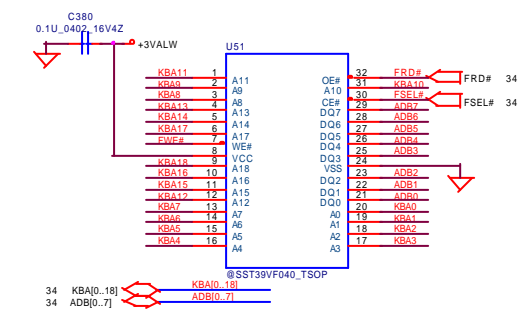 C380
0.1U_0402_16V4Z
+3VALW
U51
KBA11 1 A11 OE# 32 FRD# FRD# 34
KBA9 2 A9 A10 31 KBA10
KBA8 3 A8 CE# 30 FSEL# FSEL# 34
KBA13 4 A13 DQ7 29 ADB7
KBA14 5 A14 DQ6 28 ADB6
KBA17 6 A17 DQ5 27 ADB5
FWE# 7 WE# DQ4 26 ADB4
8 VCC DQ3 25 ADB3
KBA18 9 A18 VSS 24
KBA16 10 A16 DQ2 23 ADB2
KBA15 11 A15 DQ1 22 ADB1
KBA12 12 A12 DQ0 21 ADB0
KBA7 13 A7 A0 20 KBA0
KBA6 14 A6 A1 19 KBA1
KBA5 15 A5 A2 18 KBA2
KBA4 16 A4 A3 17 KBA3
@SST39VF040_TSOP
34 KBA[0..18] KBA[0..18]
34 ADB[0..7] ADB[0..7]